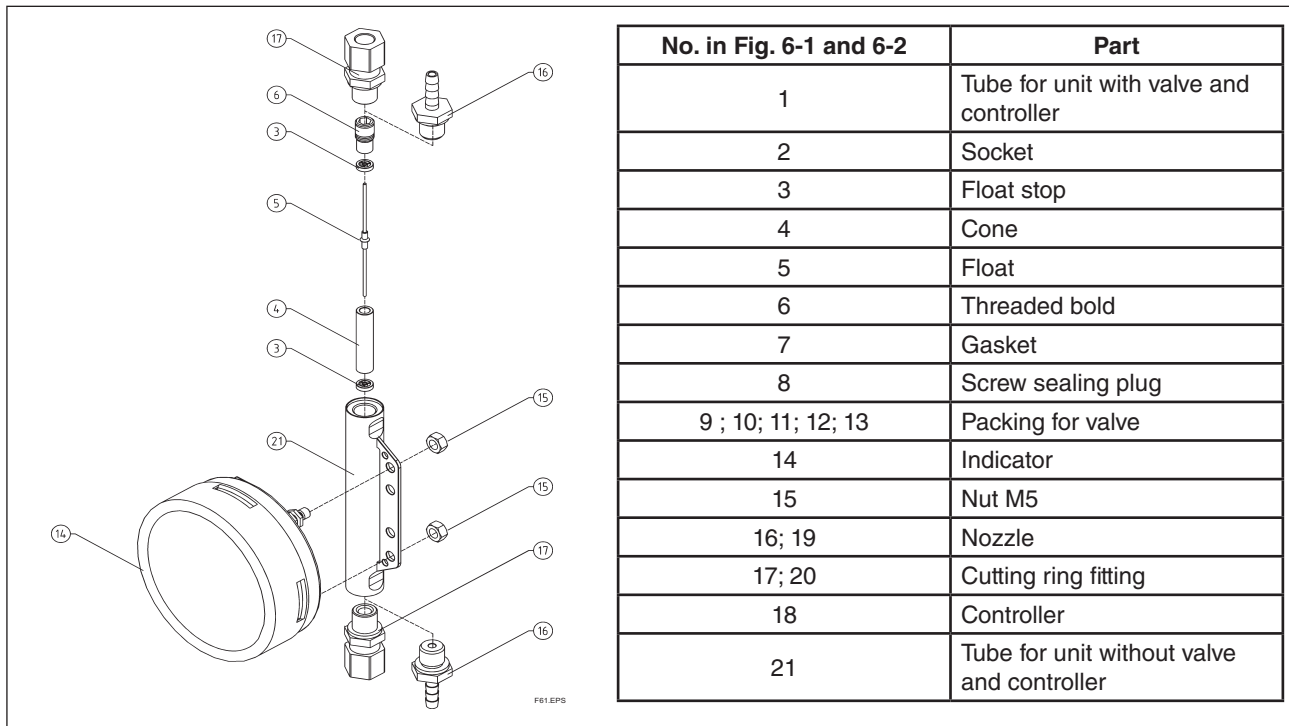 17
16
6
3
5
4
3
15
21
15
14
17
16
F61.EPS
No. in Fig. 6-1 and 6-2 Part
1 Tube for unit with valve and
controller
2 Socket
3 Float stop
4 Cone
5 Float
6 Threaded bold
7 Gasket
8 Screw sealing plug
9 ; 10; 11; 12; 13 Packing for valve
14 Indicator
15 Nut M5
16; 19 Nozzle
17; 20 Cutting ring fitting
18 Controller
21 Tube for unit without valve
and controller